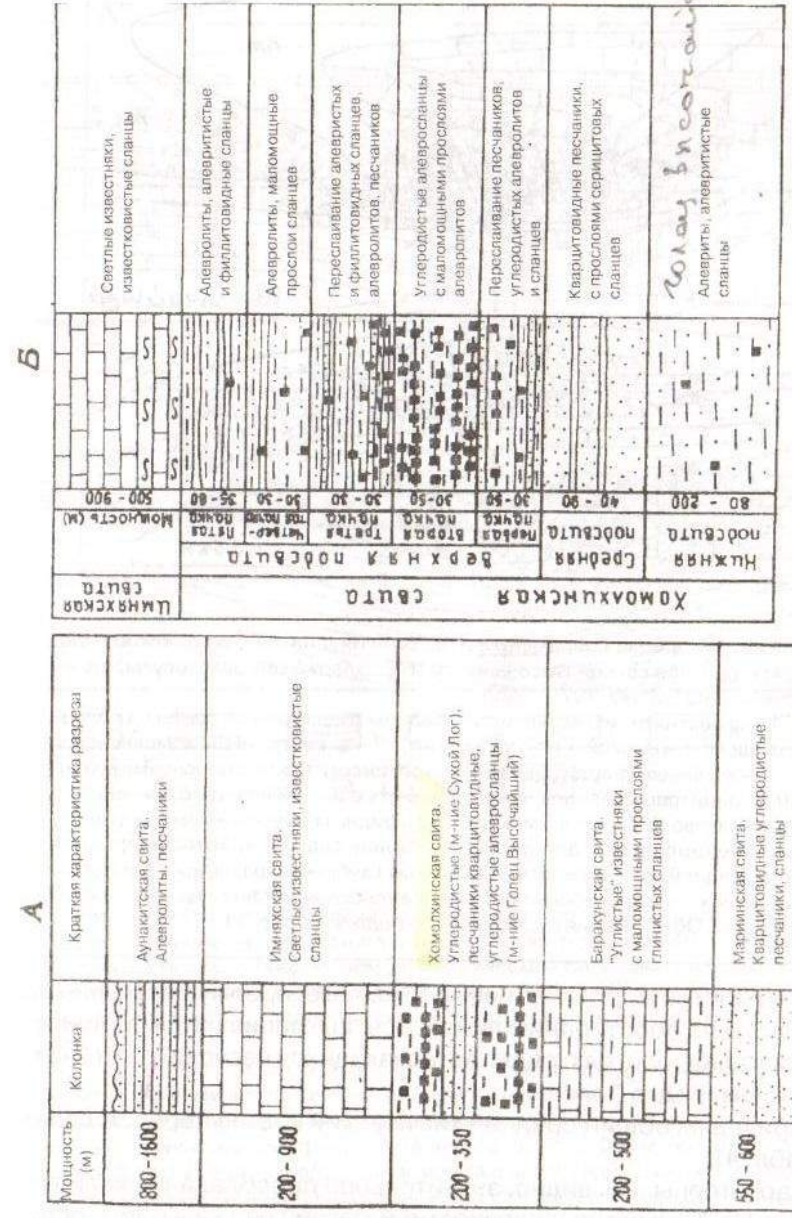 А
Мощность
(м)
Колонка
Краткая характеристика разреза
800-1600
Аунакитская свита.
Алевролиты, песчаники
200-900
Имняхская свита.
Светлые известняки, известковистые
сланцы
200-350
Хомолхинская свита.
Углеродистые (м-ние Сухой Лог),
песчаники кварцитовидные,
углеродистые алевросланцы
(м-ние Голец Высочайший)
200-500
Баракунская свита.
"Углистые" известняки
с маломощными прослоями
глинистых сланцев
550-600
Мариинская свита.
Кварцитовидные углеродистые
песчаники, сланцы
Б
Имняхская
свита
Мощность (м)
500-900
Светлые известняки,
известковистые сланцы
Хомолхинская свита
Верхняя подсвита
Пятая
пачка
35-80
Алевролиты, алевритистые
и филлитовидные сланцы
Четвер-
тая пачка
30-30
Алевролиты, маломощные
прослои сланцев
Третья
пачка
30-30
Переслаивание алевристых
и филлитовидных сланцев,
алевролитов, песчаников
Вторая
пачка
30-50
Углеродистые алевросланцы
с маломощными прослоями
алевролитов
Первая
пачка
30-50
Переслаивание песчаников,
углеродистых алевролитов
и сланцев
Средняя
подсвита
40-90
Кварцитовидные песчаники,
с прослоями серицитовых
сланцев
Нижняя
подсвита
80-200
Алевриты, алевритистые
сланцы
голец